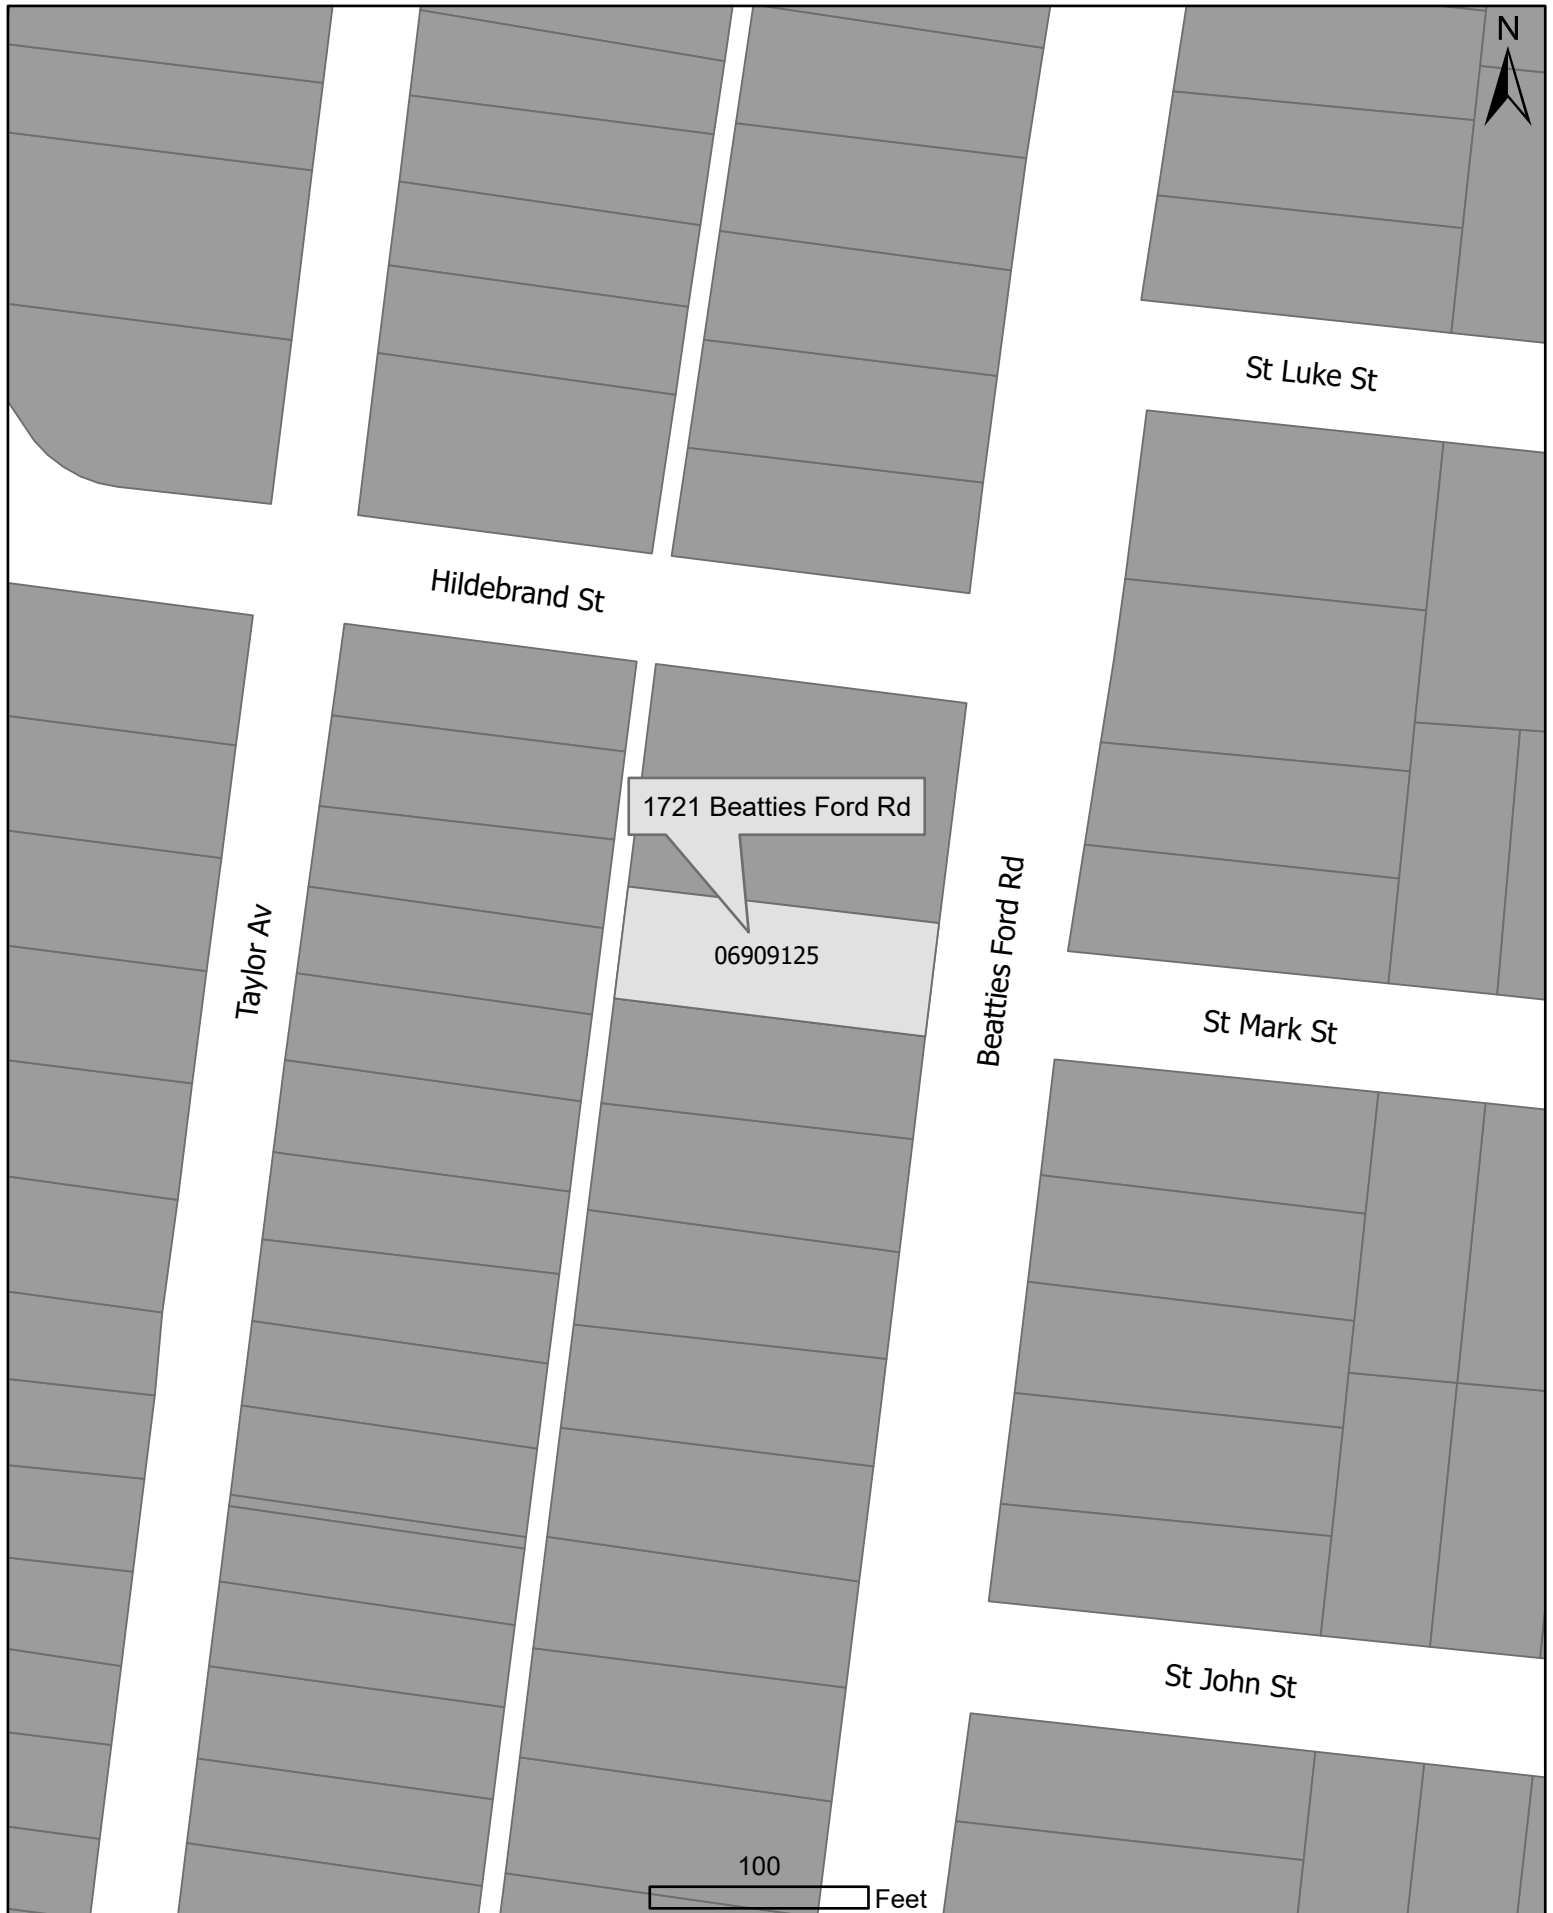 N
St Luke St
Hildebrand St
1721 Beatties Ford Rd
Taylor Av
Beatties Ford Rd
06909125
St Mark St
St John St
100
Feet